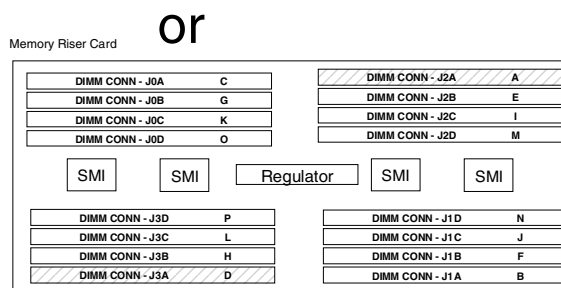 or
Memory Riser Card
DIMM CONN - J0A C
DIMM CONN - J0B G
DIMM CONN - J0C K
DIMM CONN - J0D O
DIMM CONN - J2A A
DIMM CONN - J2B E
DIMM CONN - J2C I
DIMM CONN - J2D M
SMI SMI Regulator SMI SMI
DIMM CONN - J3D P
DIMM CONN - J3C L
DIMM CONN - J3B H
DIMM CONN - J3A D
DIMM CONN - J1D N
DIMM CONN - J1C J
DIMM CONN - J1B F
DIMM CONN - J1A B